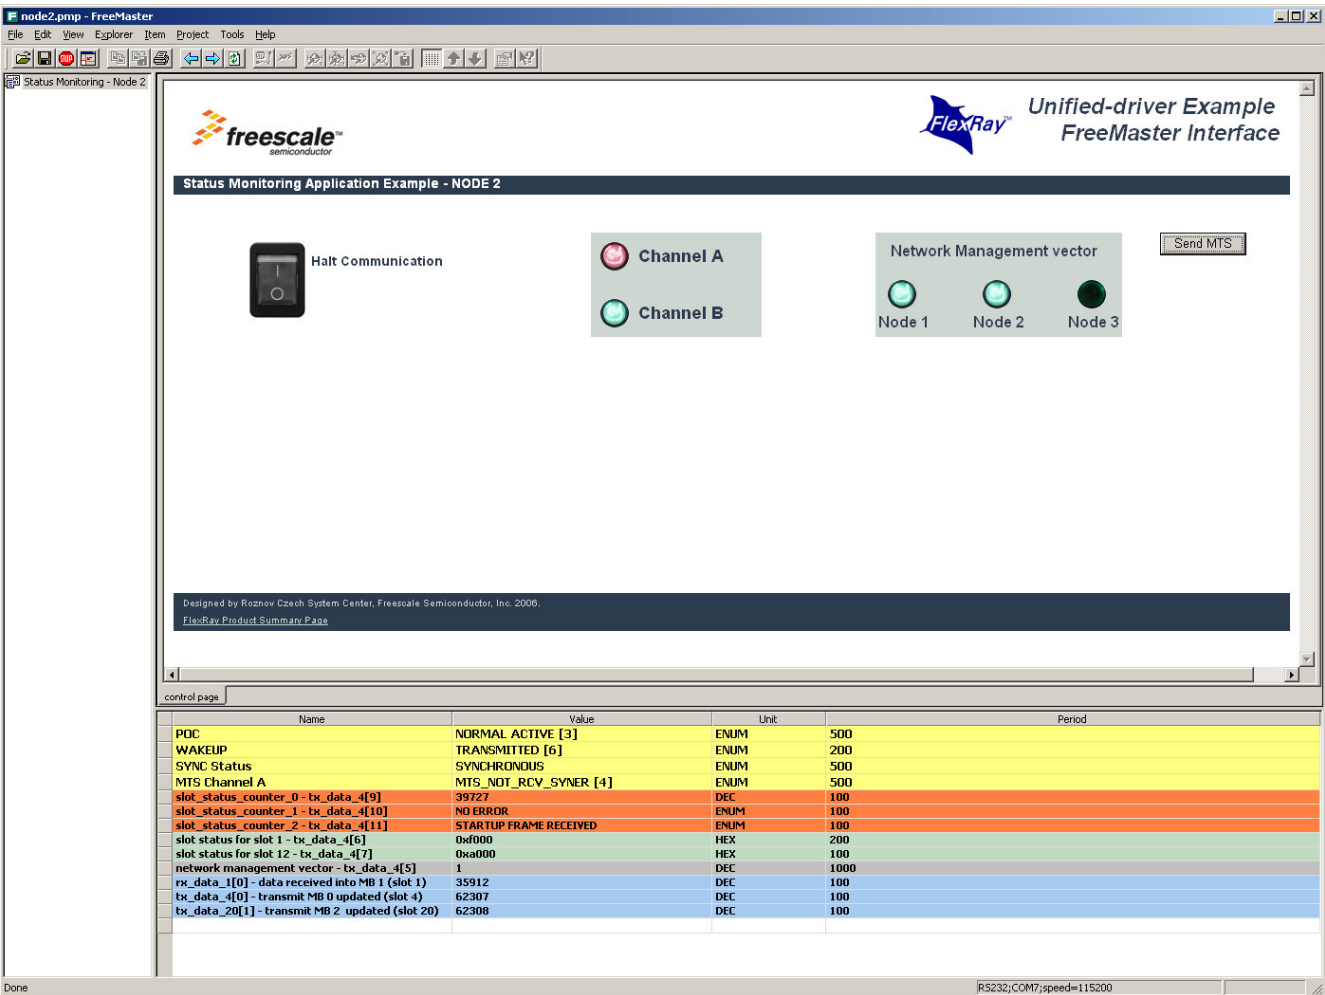 node2.pmp - FreeMaster
File Edit View Explorer Item Project Tools Help
STOP
Status Monitoring - Node 2
freescale™
semiconductor
FlexRay™
Unified-driver Example
FreeMaster Interface
Status Monitoring Application Example - NODE 2
Halt Communication
Channel A
Channel B
Network Management vector
Node 1 Node 2 Node 3
Send MTS
Designed by Roznov Czech System Center, Freescale Semiconductor, Inc. 2006.
FlexRay Product Summary Page
control page
Name Value Unit Period
POC NORMAL ACTIVE [3] ENUM 500
WAKEUP TRANSMITTED [6] ENUM 200
SYNC Status SYNCHRONOUS ENUM 500
MTS Channel A MTS_NOT_RCV_SYNER [4] ENUM 500
slot_status_counter_0 - tx_data_4[9] 39727 DEC 100
slot_status_counter_1 - tx_data_4[10] NO ERROR ENUM 100
slot_status_counter_2 - tx_data_4[11] STARTUP FRAME RECEIVED ENUM 100
slot status for slot 1 - tx_data_4[6] 0xf000 HEX 200
slot status for slot 12 - tx_data_4[7] 0xa000 HEX 100
network management vector - tx_data_4[5] 1 DEC 1000
rx_data_1[0] - data received into MB 1 (slot 1) 35912 DEC 100
tx_data_4[0] - transmit MB 0 updated (slot 4) 62307 DEC 100
tx_data_20[1] - transmit MB 2 updated (slot 20) 62308 DEC 100
Done RS232;COM7;speed=115200